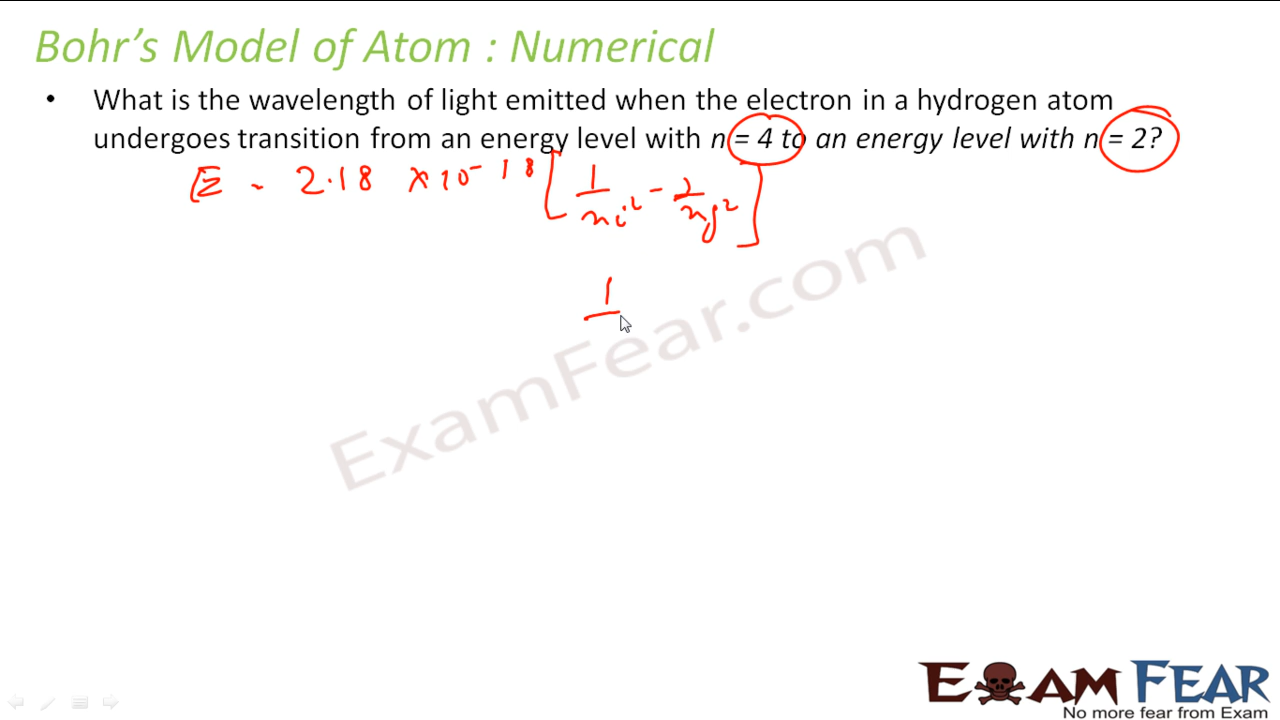 Bohr's Model of Atom : Numerical
• What is the wavelength of light emitted when the electron in a hydrogen atom
undergoes transition from an energy level with n = 4 to an energy level with n = 2?
E = 2.18 × 10⁻¹⁸ [1/ni² - 1/nf²]
1
ExamFear.com
EXAM FEAR
No more fear from Exam